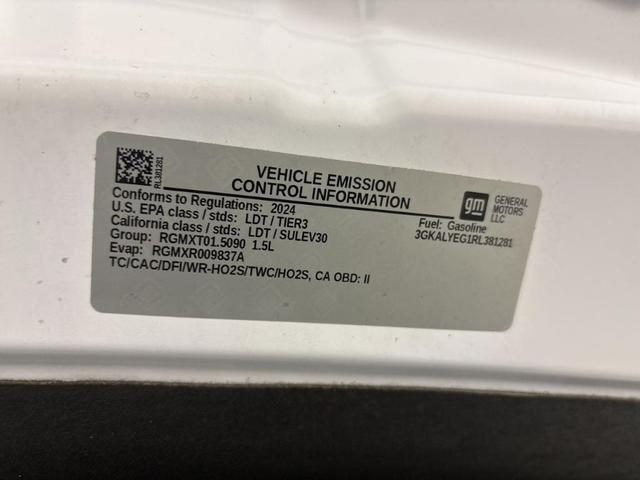 RL381281
VEHICLE EMISSION
CONTROL INFORMATION
Conforms to Regulations: 2024
U.S. EPA class / stds: LDT / TIER3
California class / stds: LDT / SULEV30
Group: RGMXT01.5090 1.5L
Evap: RGMXR009837A
TC/CAC/DFI/WR-HO2S/TWC/HO2S, CA OBD: II
gm
GENERAL
MOTORS
LLC
Fuel: Gasoline
3GKALYEG1RL381281